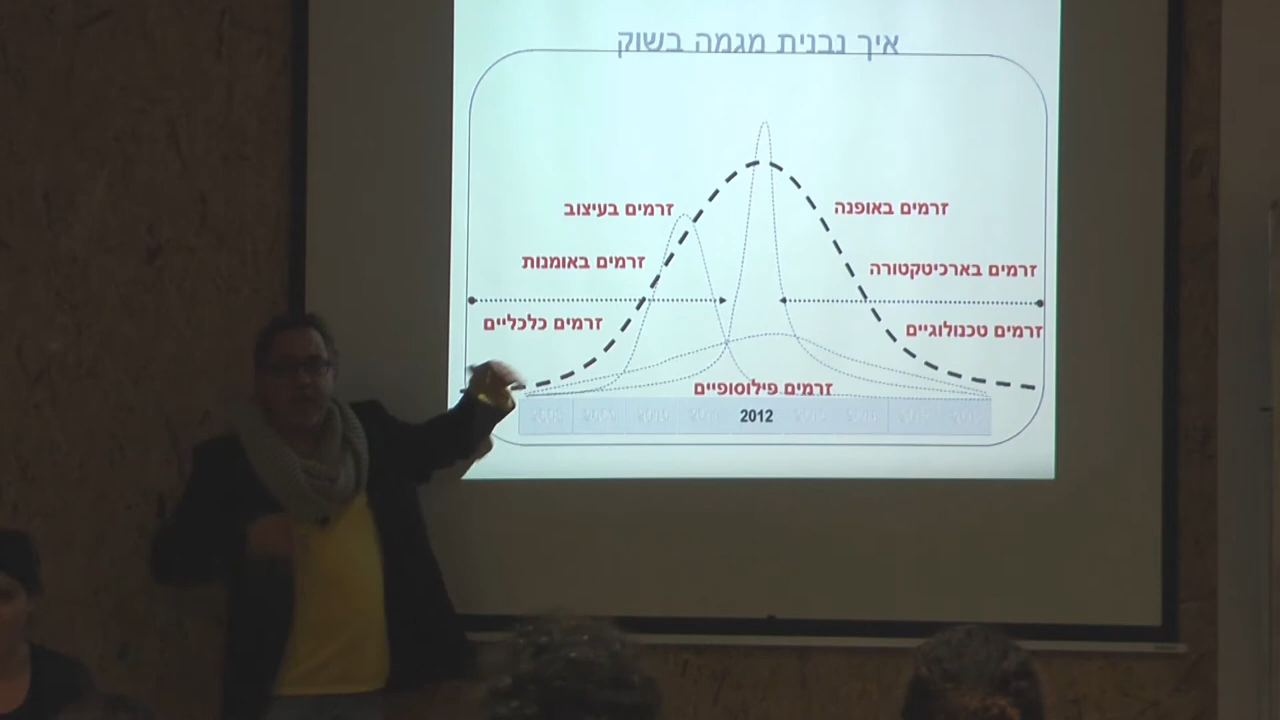 איך נבנית מגמה בשוק
זרמים באופנה
זרמים בעיצוב
זרמים בארכיטקטורה
זרמים באומנות
זרמים טכנולוגיים
זרמים כלכליים
זרמים פילוסופיים
2012